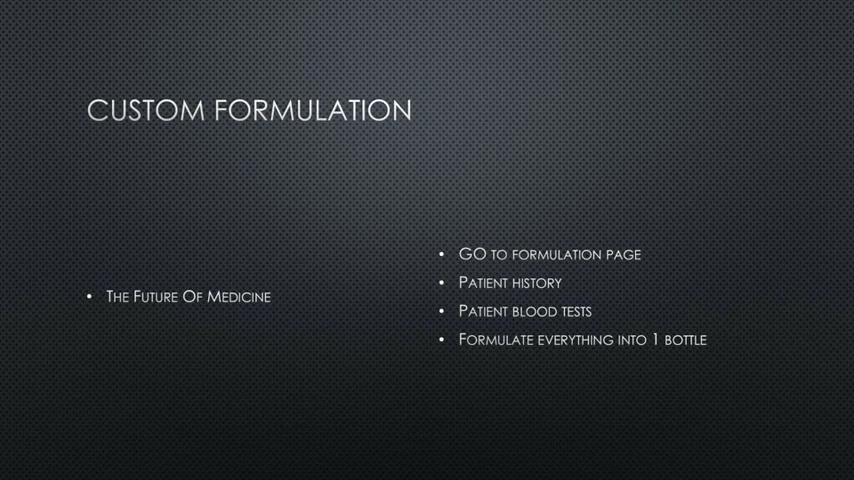 CUSTOM FORMULATION
• THE FUTURE OF MEDICINE
• GO TO FORMULATION PAGE
• PATIENT HISTORY
• PATIENT BLOOD TESTS
• FORMULATE EVERYTHING INTO 1 BOTTLE